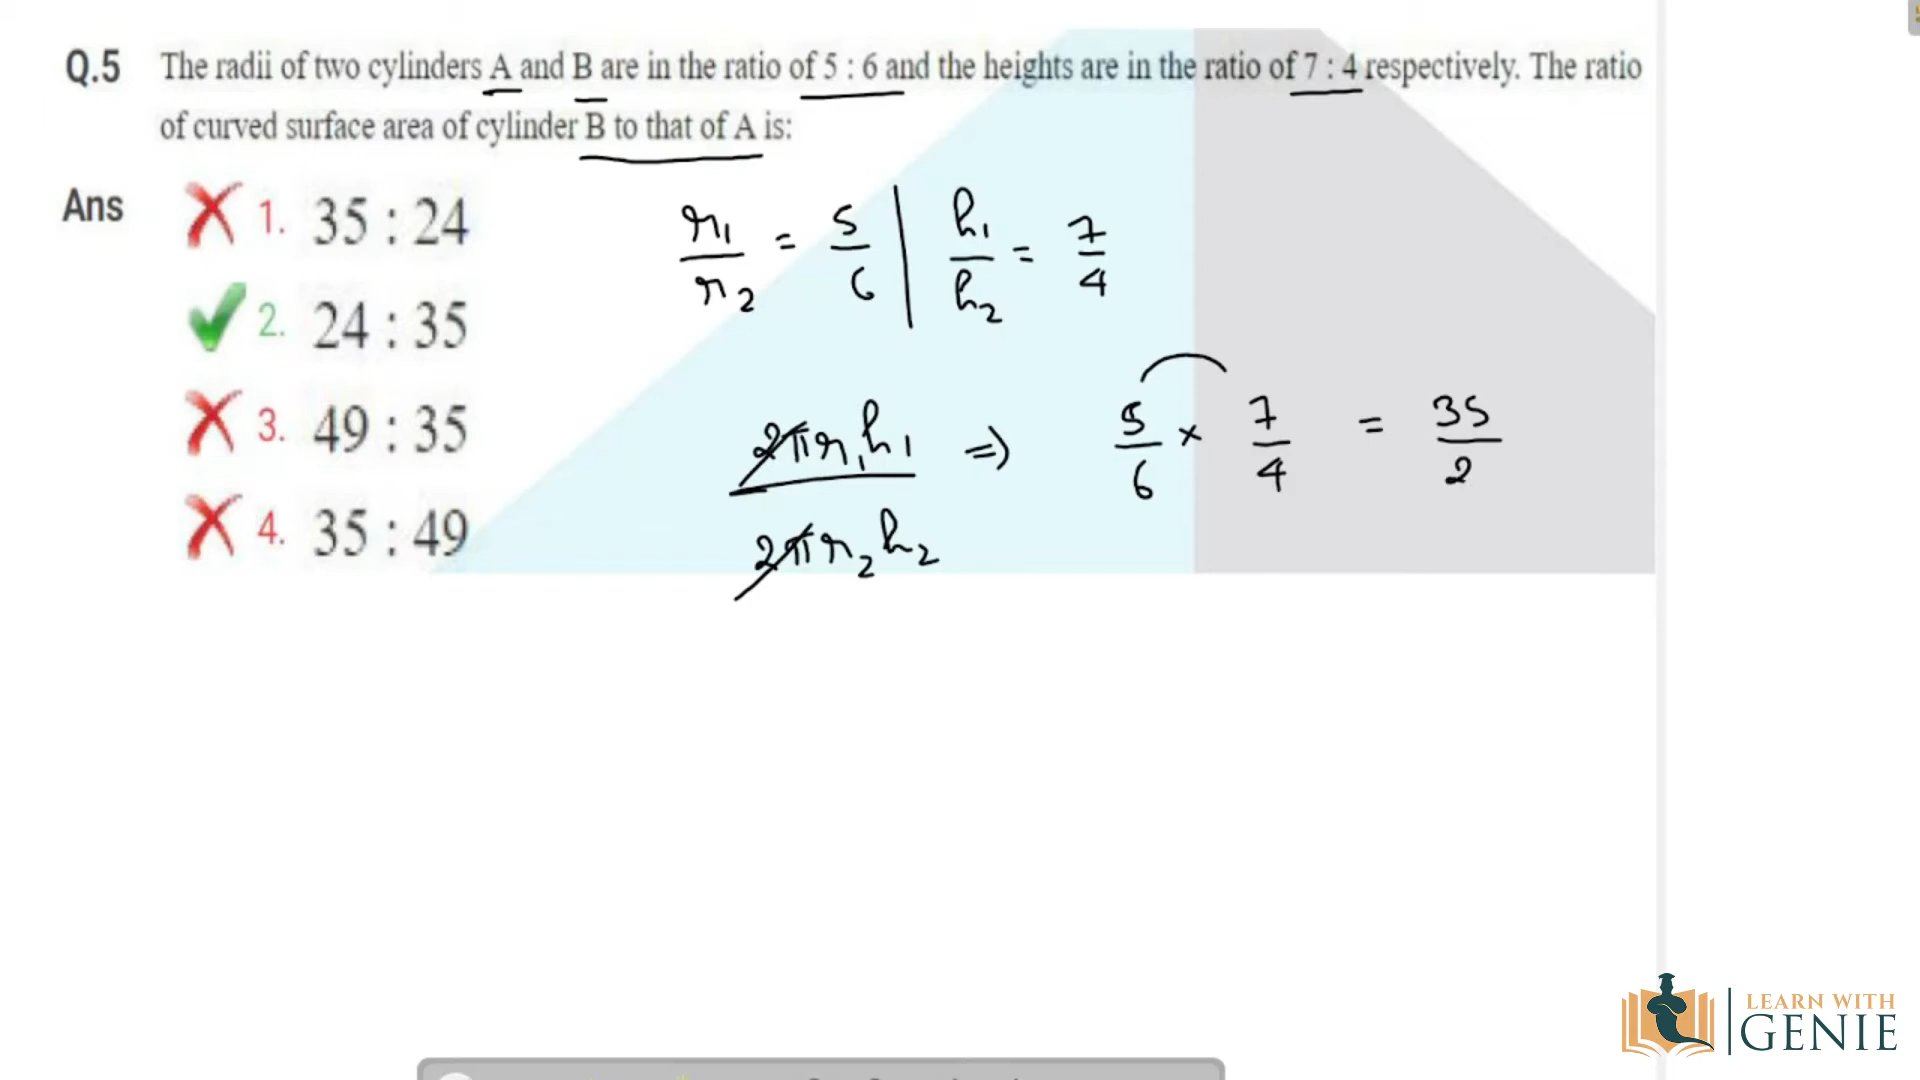 Q.5 The radii of two cylinders A and B are in the ratio of 5 : 6 and the heights are in the ratio of 7 : 4 respectively. The ratio
of curved surface area of cylinder B to that of A is:
Ans 1. 35 : 24
2. 24 : 35
3. 49 : 35
4. 35 : 49
r₁/r₂ = 5/6 | h₁/h₂ = 7/4
2πr₁h₁/2πr₂h₂ ⇒ 5/6 × 7/4 = 35/2
LEARN WITH
GENIE